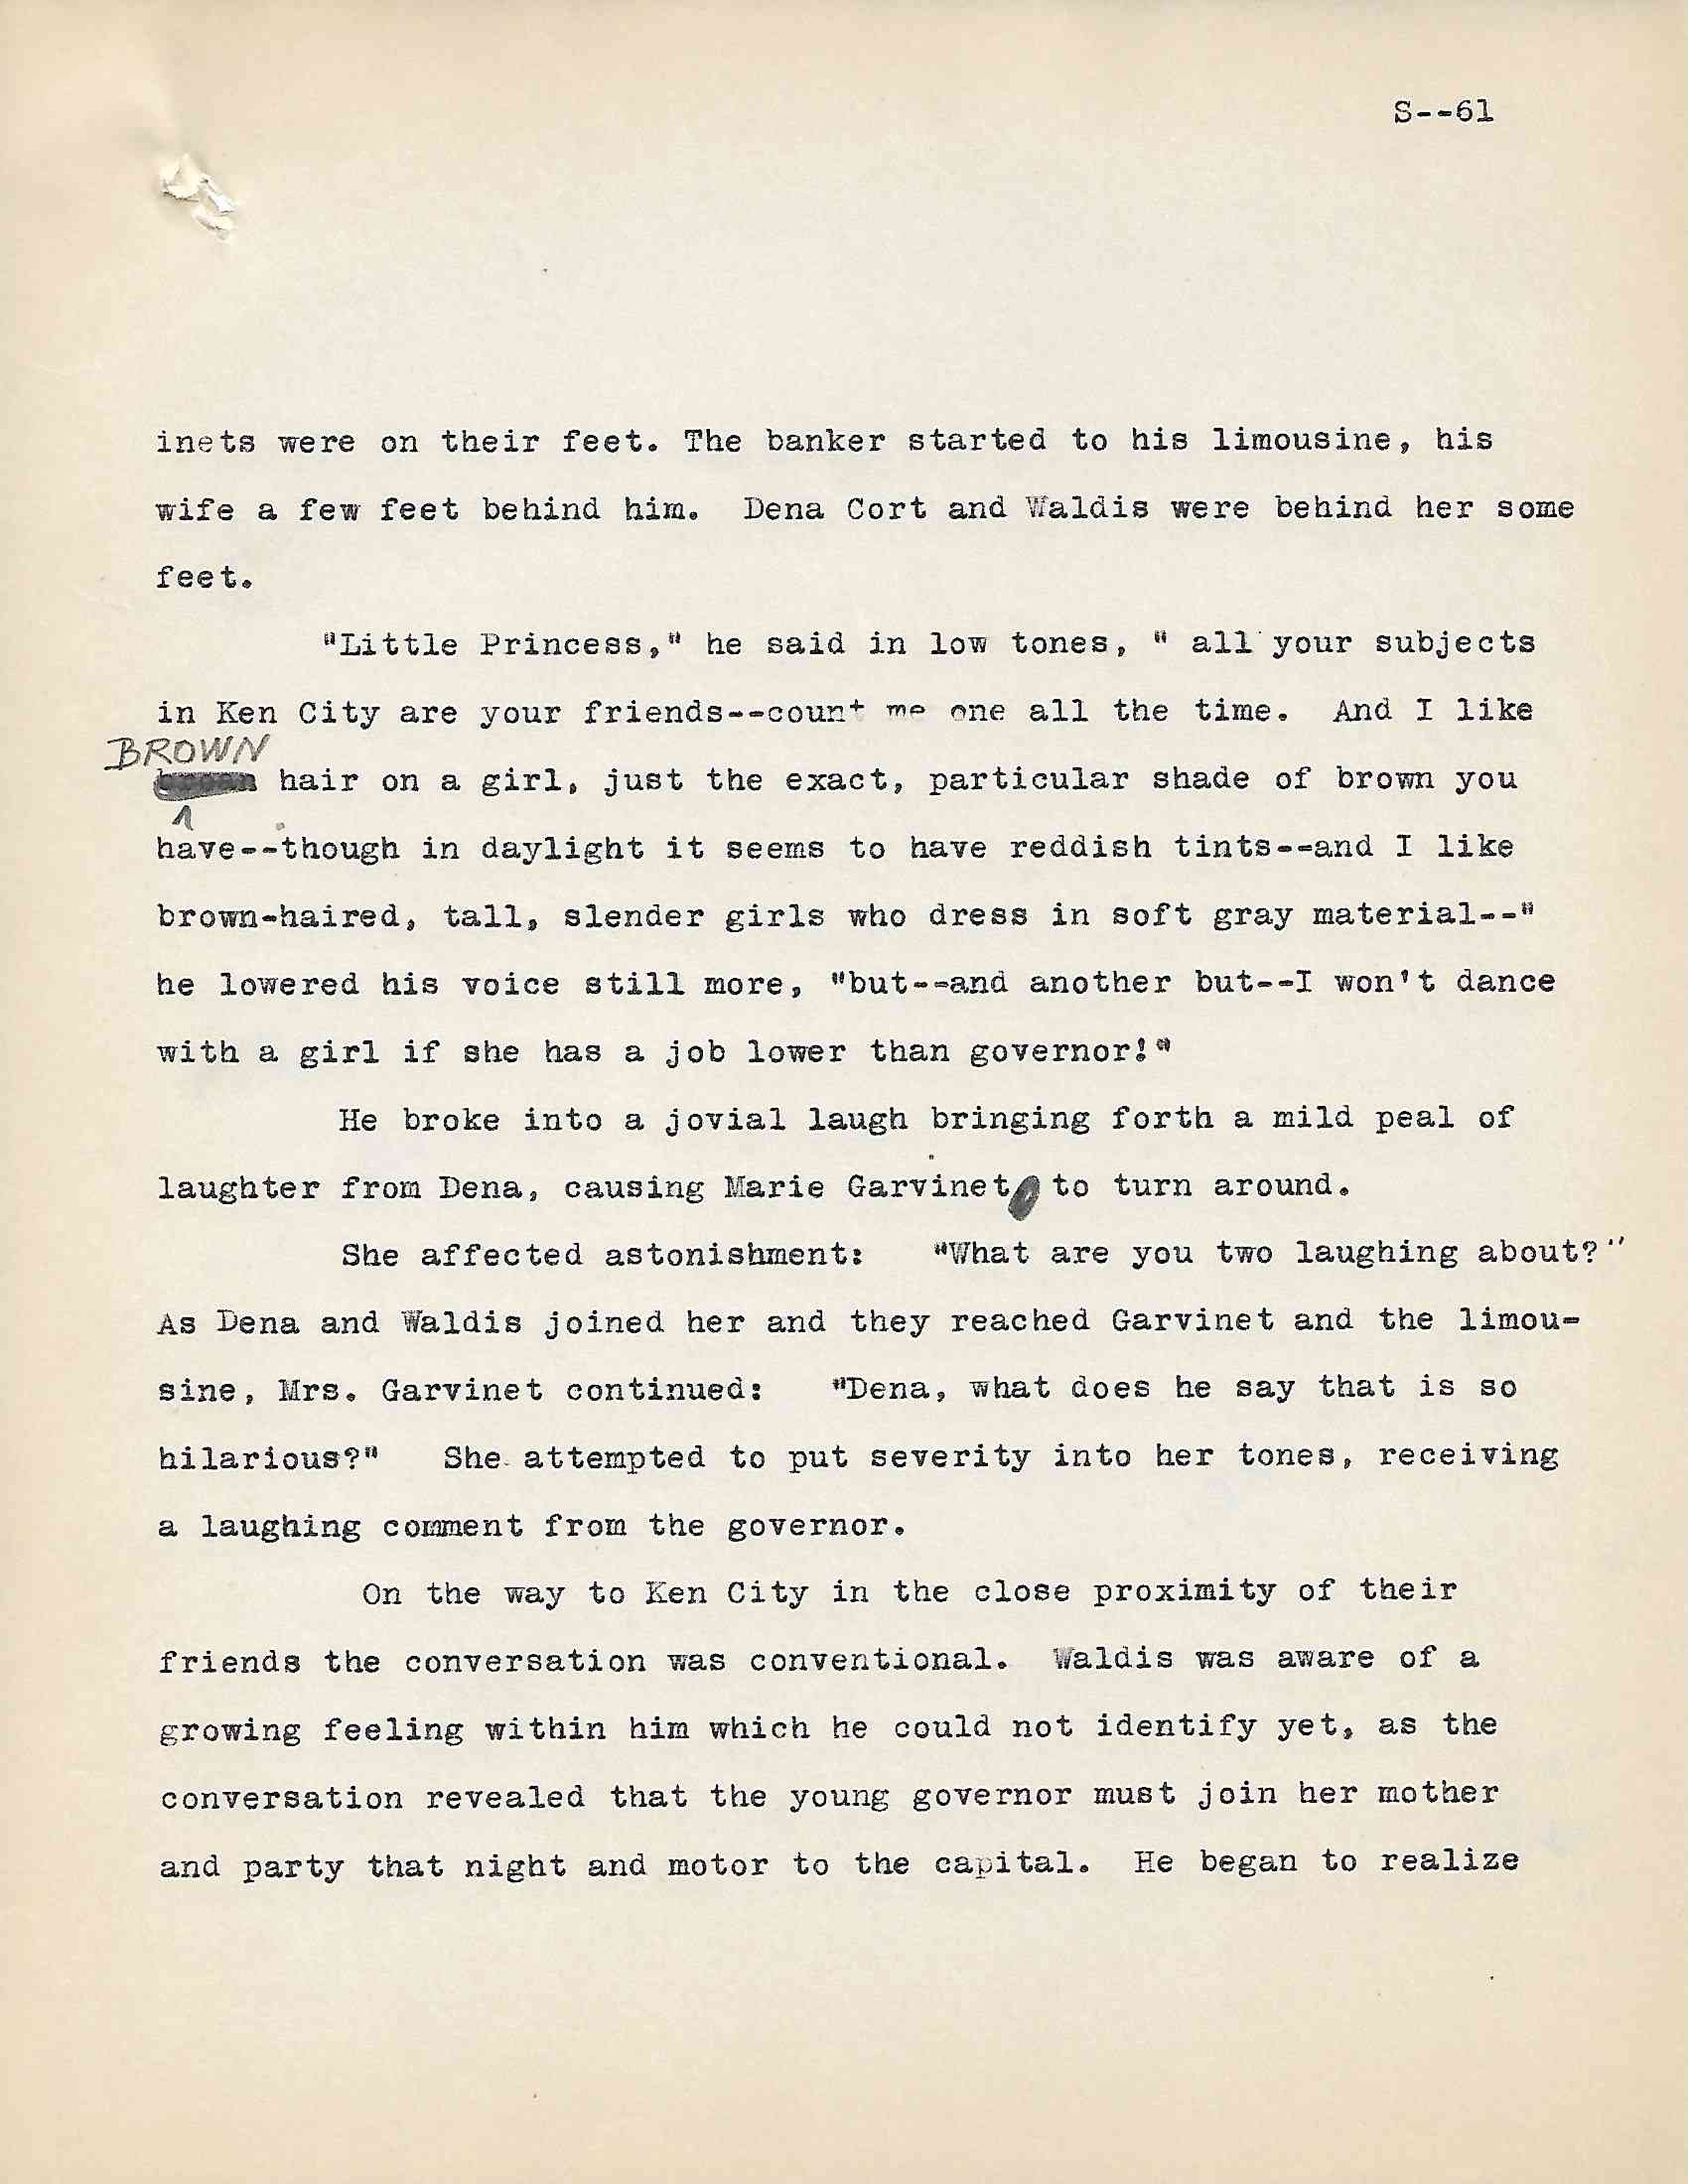 S--61
inets were on their feet. The banker started to his limousine, his
wife a few feet behind him. Dena Cort and Waldis were behind her some
feet.
"Little Princess," he said in low tones, " all your subjects
in Ken City are your friends--count me one all the time. And I like
BROWN
hair on a girl, just the exact, particular shade of brown you
have--though in daylight it seems to have reddish tints--and I like
brown-haired, tall, slender girls who dress in soft gray material--"
he lowered his voice still more, "but--and another but--I won't dance
with a girl if she has a job lower than governor!"
He broke into a jovial laugh bringing forth a mild peal of
laughter from Dena, causing Marie Garvinet to turn around.
She affected astonishment: "What are you two laughing about?"
As Dena and Waldis joined her and they reached Garvinet and the limou-
sine, Mrs. Garvinet continued: "Dena, what does he say that is so
hilarious?" She attempted to put severity into her tones, receiving
a laughing comment from the governor.
On the way to Ken City in the close proximity of their
friends the conversation was conventional. Waldis was aware of a
growing feeling within him which he could not identify yet, as the
conversation revealed that the young governor must join her mother
and party that night and motor to the capital. He began to realize